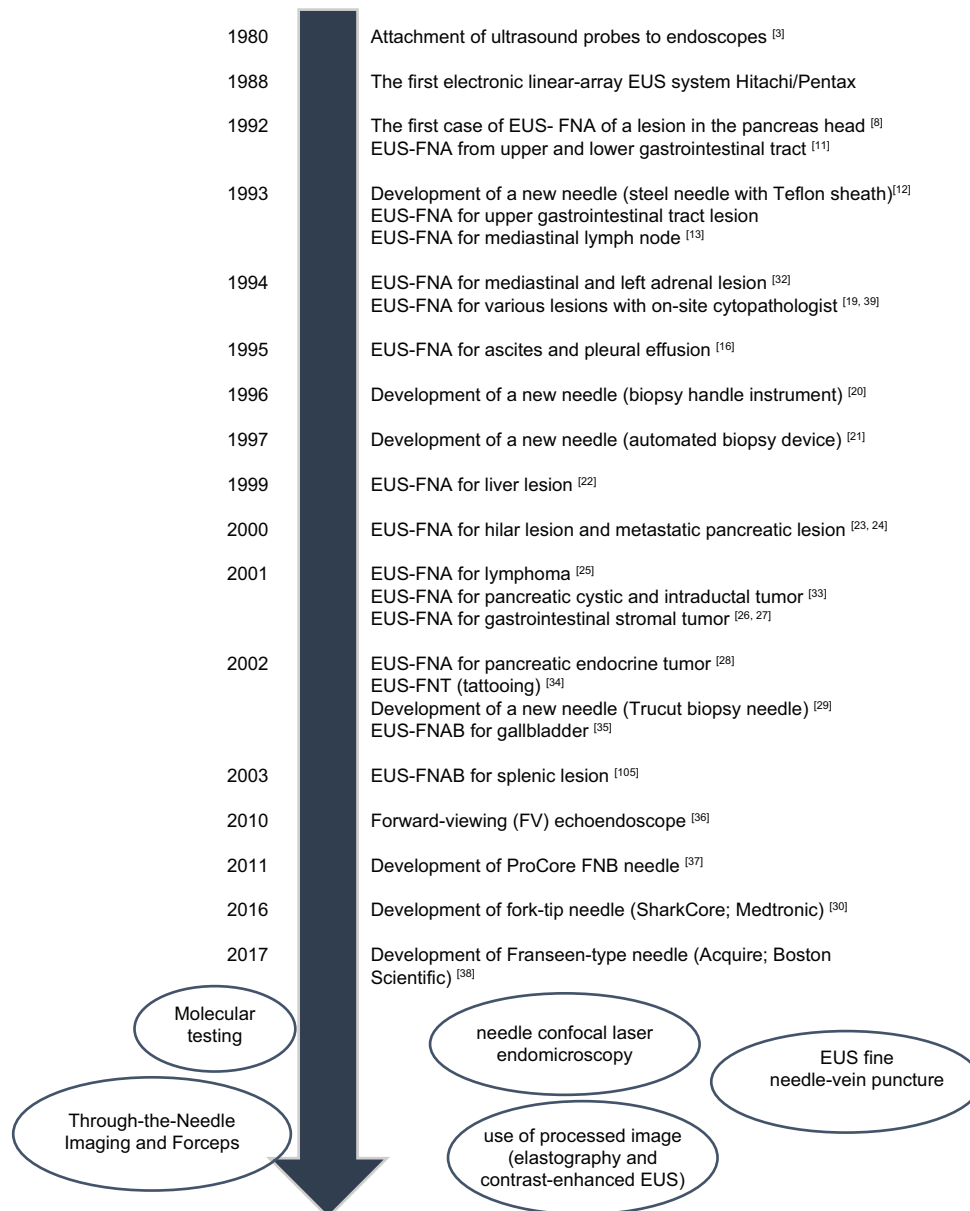 1980 Attachment of ultrasound probes to endoscopes [3]
1988 The first electronic linear-array EUS system Hitachi/Pentax
1992 The first case of EUS- FNA of a lesion in the pancreas head [8]
EUS-FNA from upper and lower gastrointestinal tract [11]
1993 Development of a new needle (steel needle with Teflon sheath)[12]
EUS-FNA for upper gastrointestinal tract lesion
EUS-FNA for mediastinal lymph node [13]
1994 EUS-FNA for mediastinal and left adrenal lesion [32]
EUS-FNA for various lesions with on-site cytopathologist [19, 39]
1995 EUS-FNA for ascites and pleural effusion [16]
1996 Development of a new needle (biopsy handle instrument) [20]
1997 Development of a new needle (automated biopsy device) [21]
1999 EUS-FNA for liver lesion [22]
2000 EUS-FNA for hilar lesion and metastatic pancreatic lesion [23, 24]
2001 EUS-FNA for lymphoma [25]
EUS-FNA for pancreatic cystic and intraductal tumor [33]
EUS-FNA for gastrointestinal stromal tumor [26, 27]
2002 EUS-FNA for pancreatic endocrine tumor [28]
EUS-FNT (tattooing) [34]
Development of a new needle (Trucut biopsy needle) [29]
EUS-FNAB for gallbladder [35]
2003 EUS-FNAB for splenic lesion [105]
2010 Forward-viewing (FV) echoendoscope [36]
2011 Development of ProCore FNB needle [37]
2016 Development of fork-tip needle (SharkCore; Medtronic) [30]
2017 Development of Franseen-type needle (Acquire; Boston
Scientific) [38]
Molecular
testing
needle confocal laser
endomicroscopy
EUS fine
needle-vein puncture
Through-the-Needle
Imaging and Forceps
use of processed image
(elastography and
contrast-enhanced EUS)